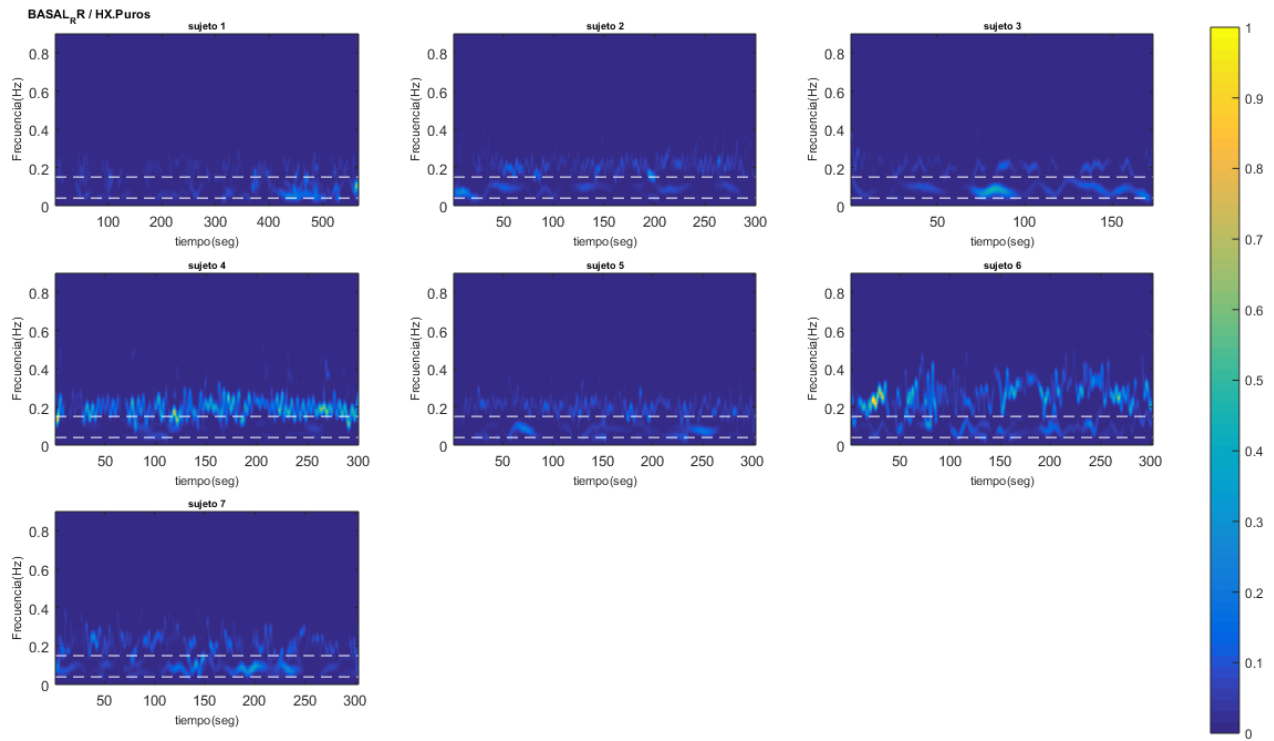 BASAL_RR / HX.Puros
sujeto 1
Frecuencia(Hz)
0.8
0.6
0.4
0.2
0
100 200 300 400 500
tiempo(seg)
sujeto 2
Frecuencia(Hz)
0.8
0.6
0.4
0.2
0
50 100 150 200 250 300
tiempo(seg)
sujeto 3
Frecuencia(Hz)
0.8
0.6
0.4
0.2
0
50 100 150
tiempo(seg)
sujeto 4
Frecuencia(Hz)
0.8
0.6
0.4
0.2
0
50 100 150 200 250 300
tiempo(seg)
sujeto 5
Frecuencia(Hz)
0.8
0.6
0.4
0.2
0
50 100 150 200 250 300
tiempo(seg)
sujeto 6
Frecuencia(Hz)
0.8
0.6
0.4
0.2
0
50 100 150 200 250 300
tiempo(seg)
sujeto 7
Frecuencia(Hz)
0.8
0.6
0.4
0.2
0
50 100 150 200 250 300
tiempo(seg)
1
0.9
0.8
0.7
0.6
0.5
0.4
0.3
0.2
0.1
0